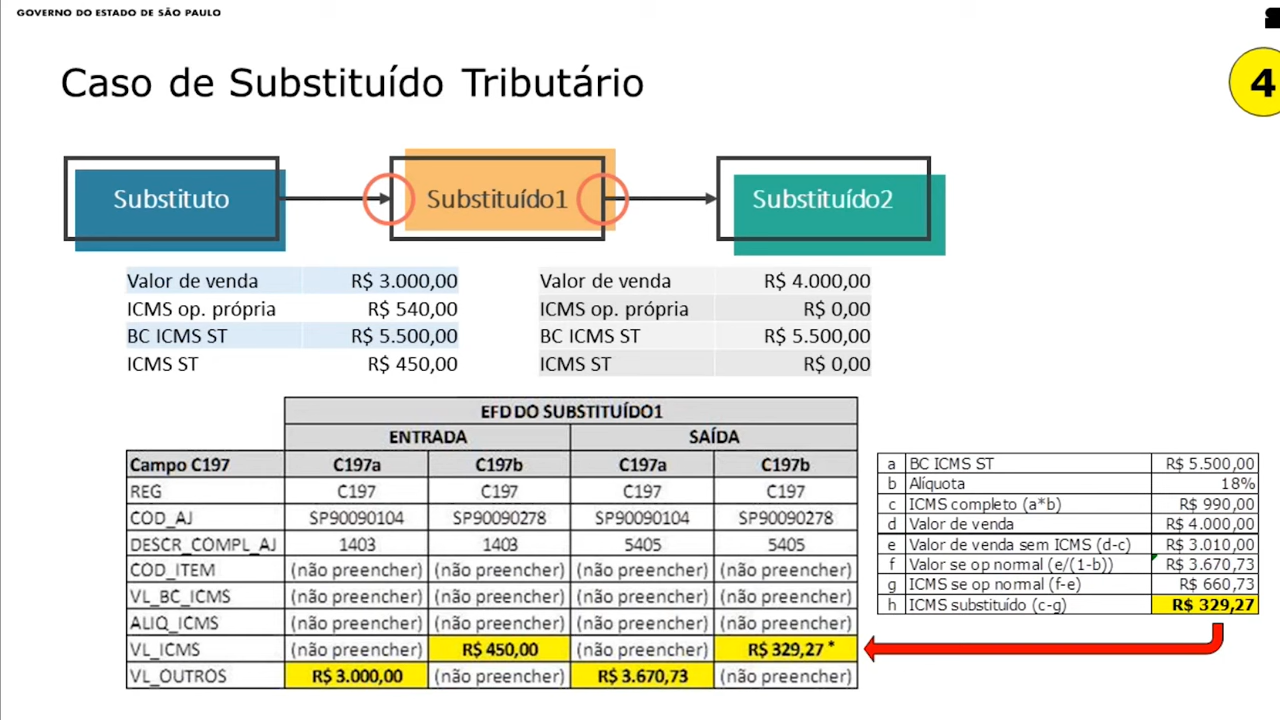 GOVERNO DO ESTADO DE SÃO PAULO
Caso de Substituído Tributário
4
Substituto
Substituído1
Substituído2
Valor de venda R$ 3.000,00
ICMS op. própria R$ 540,00
BC ICMS ST R$ 5.500,00
ICMS ST R$ 450,00
Valor de venda R$ 4.000,00
ICMS op. própria R$ 0,00
BC ICMS ST R$ 5.500,00
ICMS ST R$ 0,00
EFD DO SUBSTITUÍDO1
ENTRADA SAÍDA
Campo C197 C197a C197b C197a C197b
REG C197 C197 C197 C197
COD_AJ SP90090104 SP90090278 SP90090104 SP90090278
DESCR_COMPL_AJ 1403 1403 5405 5405
COD_ITEM (não preencher) (não preencher) (não preencher) (não preencher)
VL_BC_ICMS (não preencher) (não preencher) (não preencher) (não preencher)
ALIQ_ICMS (não preencher) (não preencher) (não preencher) (não preencher)
VL_ICMS (não preencher) R$ 450,00 (não preencher) R$ 329,27 *
VL_OUTROS R$ 3.000,00 (não preencher) R$ 3.670,73 (não preencher)
a BC ICMS ST R$ 5.500,00
b Alíquota 18%
c ICMS completo (a*b) R$ 990,00
d Valor de venda R$ 4.000,00
e Valor de venda sem ICMS (d-c) R$ 3.010,00
f Valor se op normal (e/(1-b)) R$ 3.670,73
g ICMS se op normal (f-e) R$ 660,73
h ICMS substituído (c-g) R$ 329,27